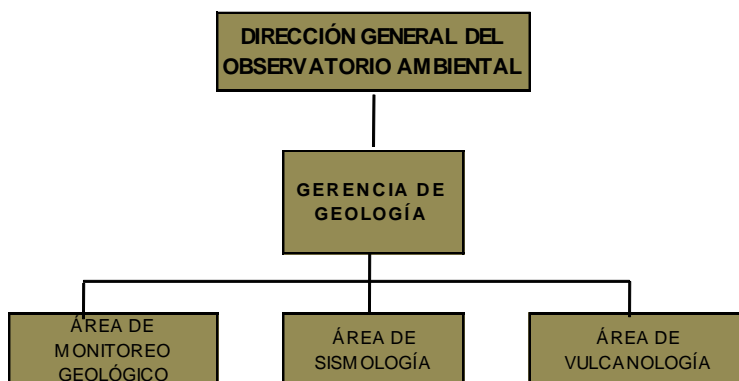 DIRECCIÓN GENERAL DEL
OBSERVATORIO AMBIENTAL
GERENCIA DE
GEOLOGÍA
ÁREA DE
MONITOREO
GEOLÓGICO
ÁREA DE
SISMOLOGÍA
ÁREA DE
VULCANOLOGÍA